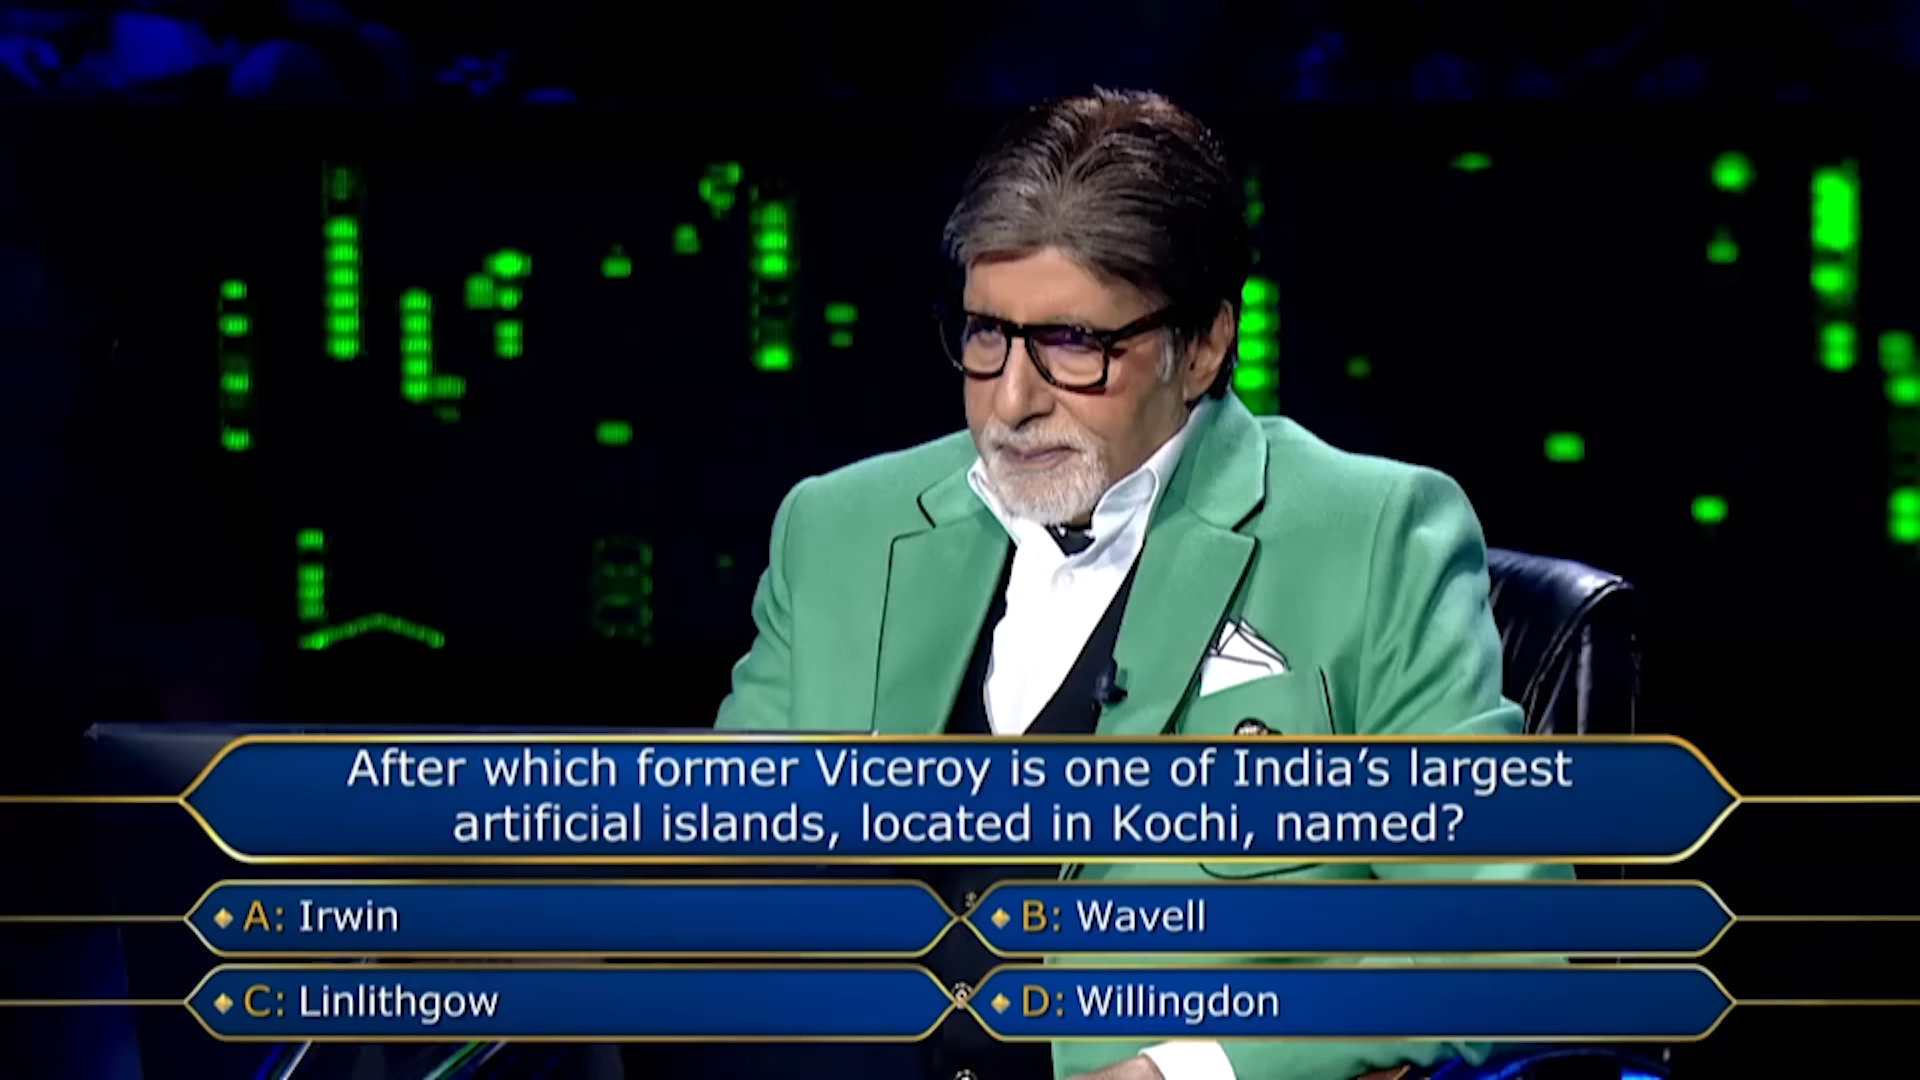 After which former Viceroy is one of India’s largest
artificial islands, located in Kochi, named?
A: Irwin
B: Wavell
C: Linlithgow
D: Willingdon